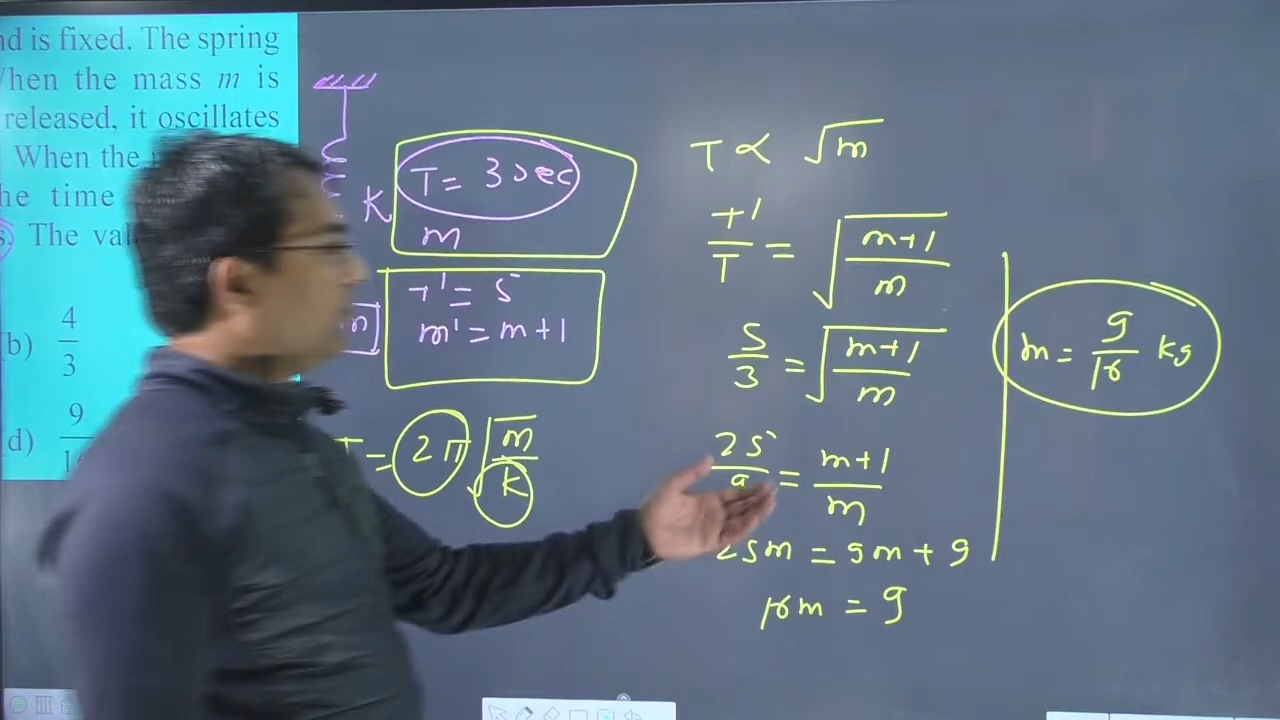 nd is fixed. The spring
When the mass m is
released, it oscillates
When the
he time
s. The val
b) 4/3
d) 9/1
K
T = 3 sec
m
T' = 5
m' = m+1
m
= 2π √(m/k)
T ∝ √m
T'/T = √((m+1)/m)
5/3 = √((m+1)/m)
25/9 = (m+1)/m
25m = 9m + 9
16m = 9
m = 9/16 kg